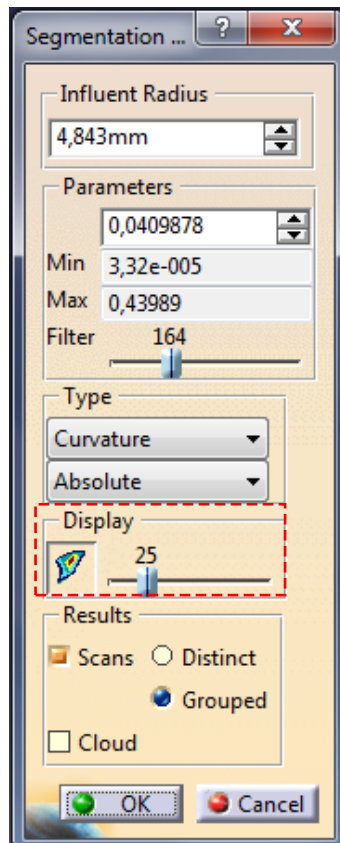 Segmentation ... ? X
Influent Radius
4,843mm
Parameters
0,0409878
Min 3,32e-005
Max 0,43989
Filter 164
Type
Curvature
Absolute
Display
25
Results
Scans Distinct
Grouped
Cloud
OK Cancel